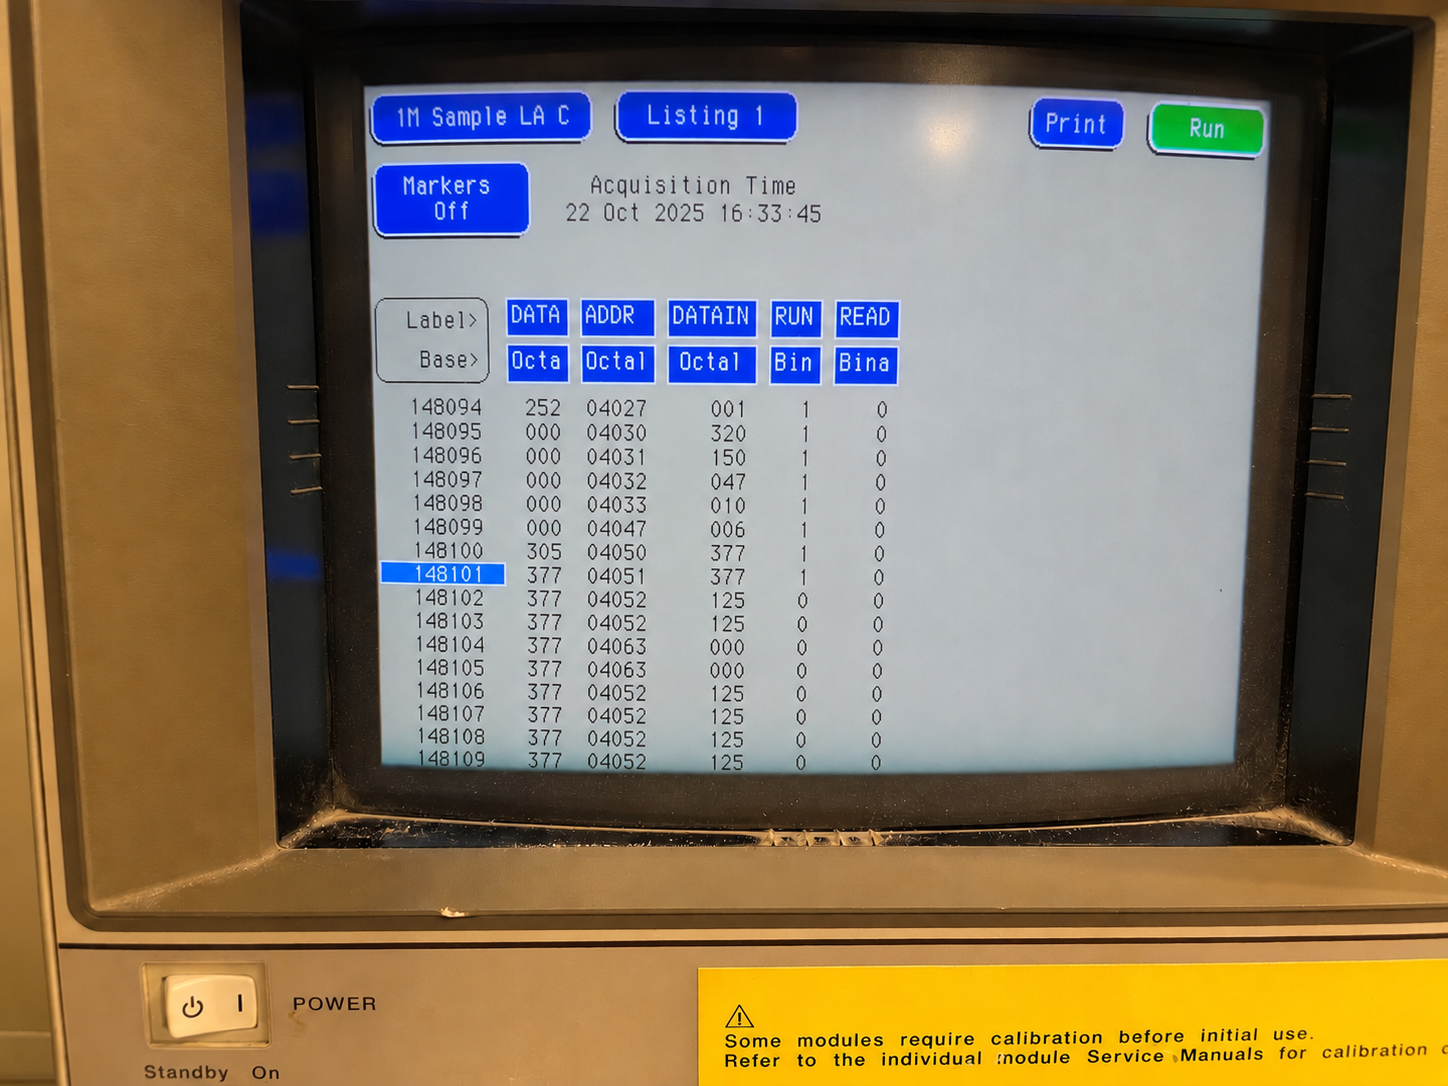 1M Sample LA C Listing 1 Print Run
Markers Off
Acquisition Time
22 Oct 2025 16:33:45
Label> DATA ADDR DATAIN RUN READ
Base> Octa Octal Octal Bin Bina
148094 252 04027 001 1 0
148095 000 04030 320 1 0
148096 000 04031 150 1 0
148097 000 04032 047 1 0
148098 000 04033 010 1 0
148099 000 04047 006 1 0
148100 305 04050 377 1 0
148101 377 04051 377 1 0
148102 377 04052 125 0 0
148103 377 04052 125 0 0
148104 377 04063 000 0 0
148105 377 04063 000 0 0
148106 377 04052 125 0 0
148107 377 04052 125 0 0
148108 377 04052 125 0 0
148109 377 04052 125 0 0
POWER
Standby On
Some modules require calibration before initial use.
Refer to the individual module Service Manuals for calibration